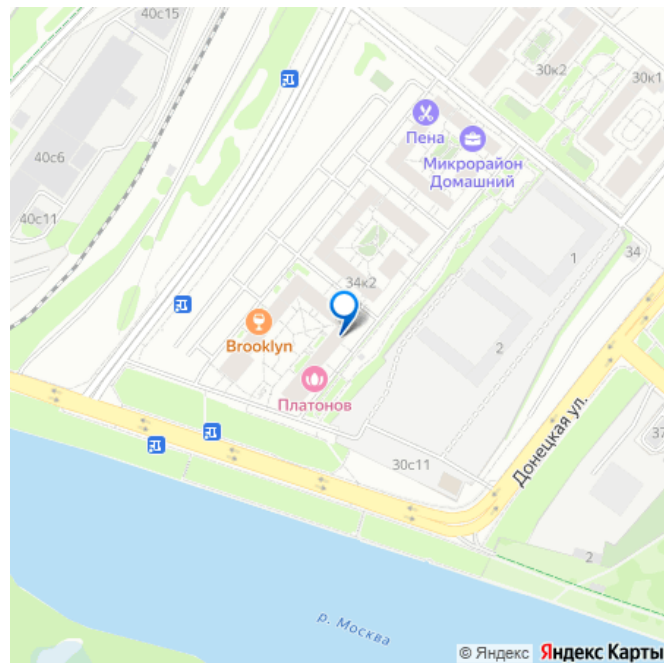 40с15
30к2
30к1
40с6
Пена
Микрорайон
Домашний
40с11
34
1
34к2
2
Brooklyn
Платонов
Донецкая ул.
37
30с11
2
р. Москва
© Яндекс Яндекс Карты